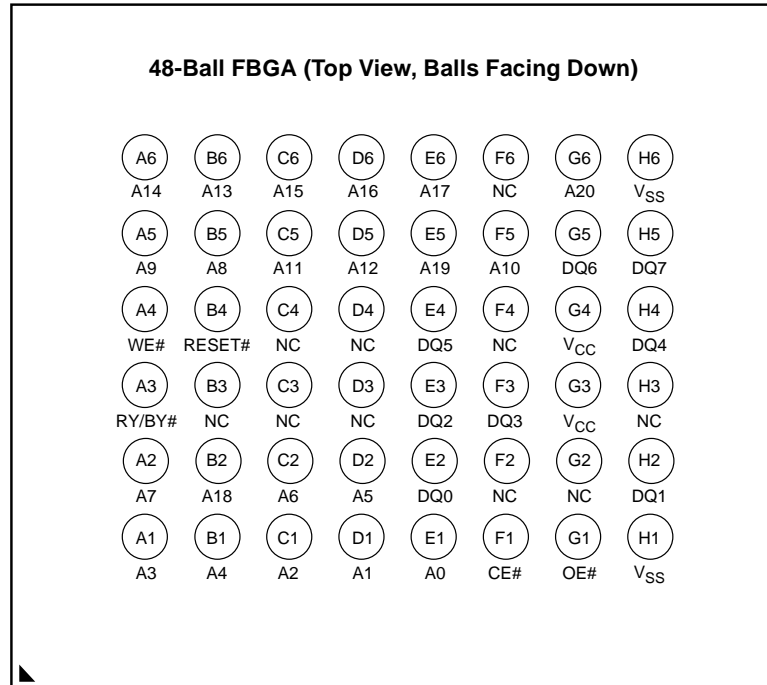 48-Ball FBGA (Top View, Balls Facing Down)
A6 B6 C6 D6 E6 F6 G6 H6
A14 A13 A15 A16 A17 NC A20 VSS
A5 B5 C5 D5 E5 F5 G5 H5
A9 A8 A11 A12 A19 A10 DQ6 DQ7
A4 B4 C4 D4 E4 F4 G4 H4
WE# RESET# NC NC DQ5 NC VCC DQ4
A3 B3 C3 D3 E3 F3 G3 H3
RY/BY# NC NC NC DQ2 DQ3 VCC NC
A2 B2 C2 D2 E2 F2 G2 H2
A7 A18 A6 A5 DQ0 NC NC DQ1
A1 B1 C1 D1 E1 F1 G1 H1
A3 A4 A2 A1 A0 CE# OE# VSS